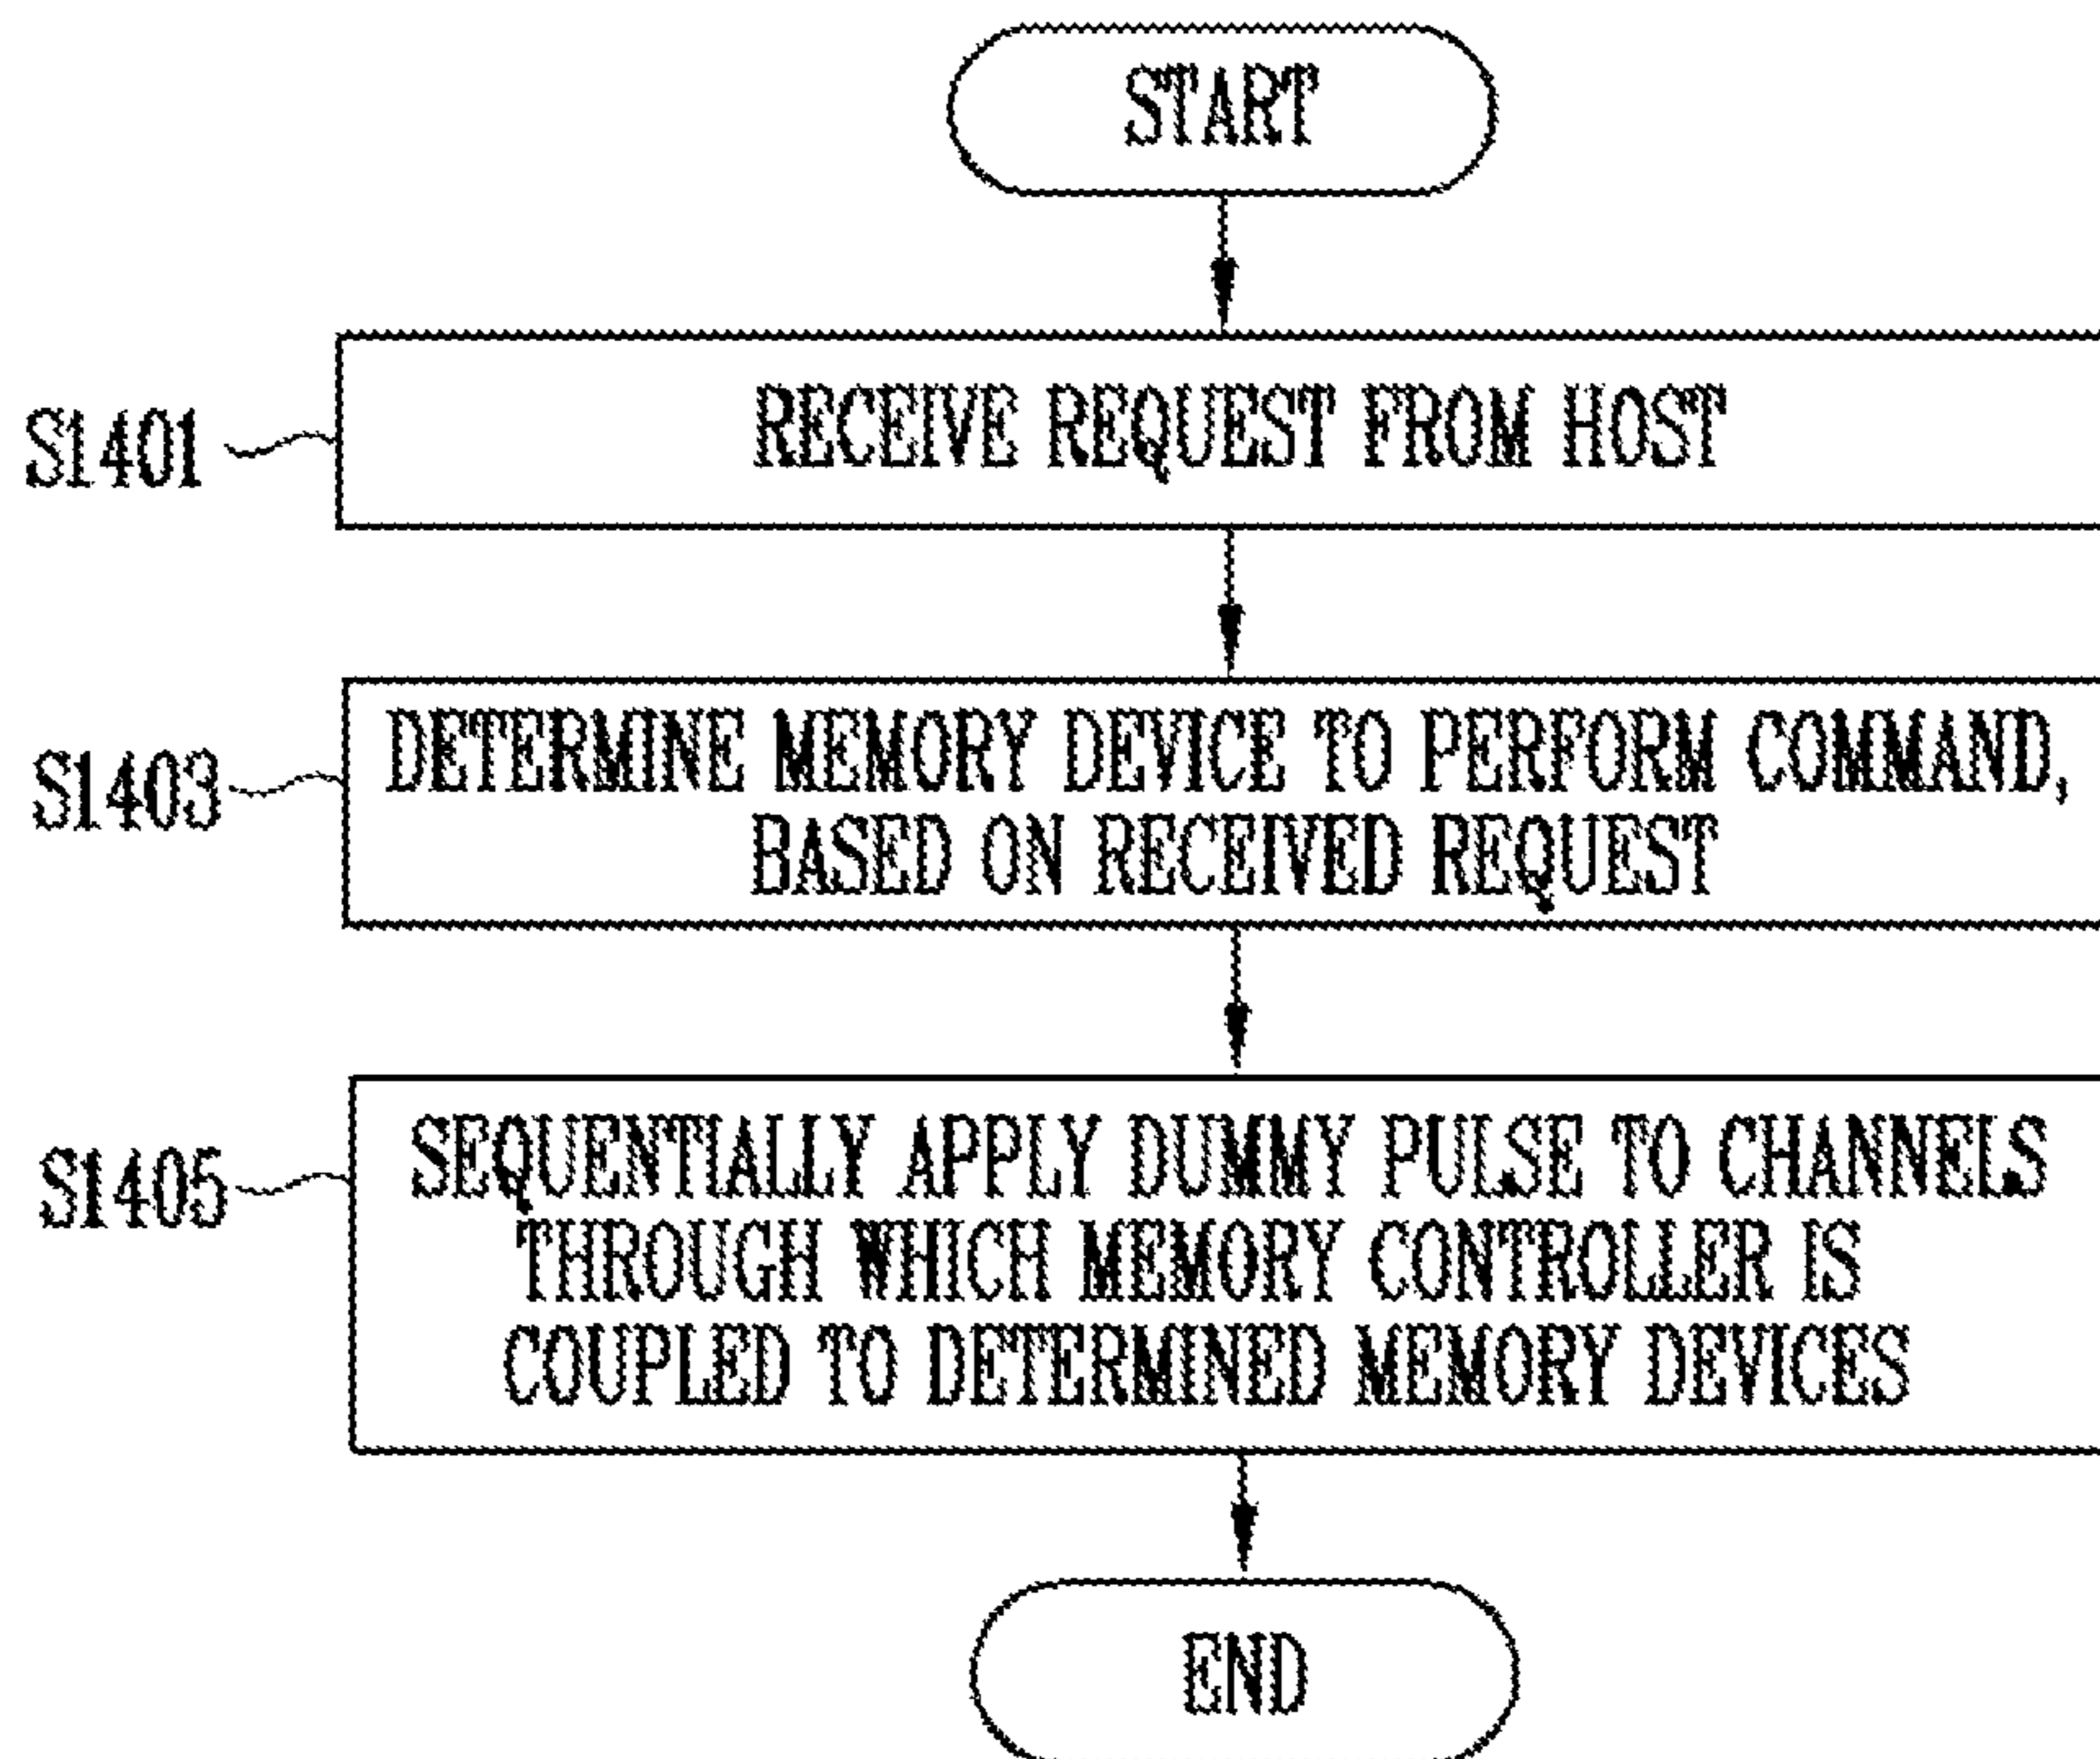 START
S1401
RECEIVE REQUEST FROM HOST
S1403
DETERMINE MEMORY DEVICE TO PERFORM COMMAND,
BASED ON RECEIVED REQUEST
S1405
SEQUENTIALLY APPLY DUMMY PULSE TO CHANNELS
THROUGH WHICH MEMORY CONTROLLER IS
COUPLED TO DETERMINED MEMORY DEVICES
END